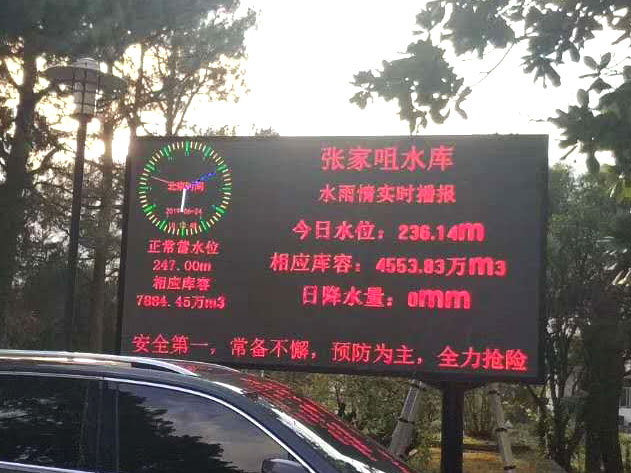 张家咀水库
水雨情实时播报
今日水位：236.14m
相应库容：4553.83万m3
日降水量：0mm
北京时间
正常蓄水位
247.00m
相应库容
7884.45万m3
安全第一，常备不懈，预防为主，全力抢险